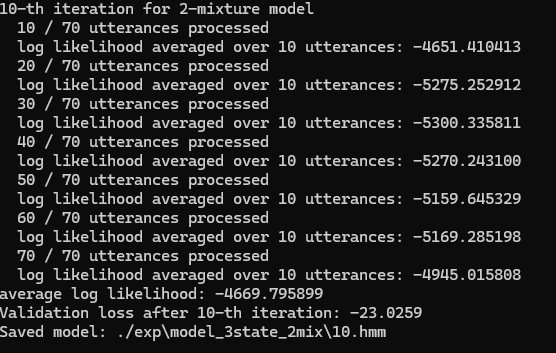 10-th iteration for 2-mixture model
10 / 70 utterances processed
log likelihood averaged over 10 utterances: -4651.410413
20 / 70 utterances processed
log likelihood averaged over 10 utterances: -5275.252912
30 / 70 utterances processed
log likelihood averaged over 10 utterances: -5300.335811
40 / 70 utterances processed
log likelihood averaged over 10 utterances: -5270.243100
50 / 70 utterances processed
log likelihood averaged over 10 utterances: -5159.645329
60 / 70 utterances processed
log likelihood averaged over 10 utterances: -5169.285198
70 / 70 utterances processed
log likelihood averaged over 10 utterances: -4945.015808
average log likelihood: -4669.795899
Validation loss after 10-th iteration: -23.0259
Saved model: ./exp\model_3state_2mix\10.hmm